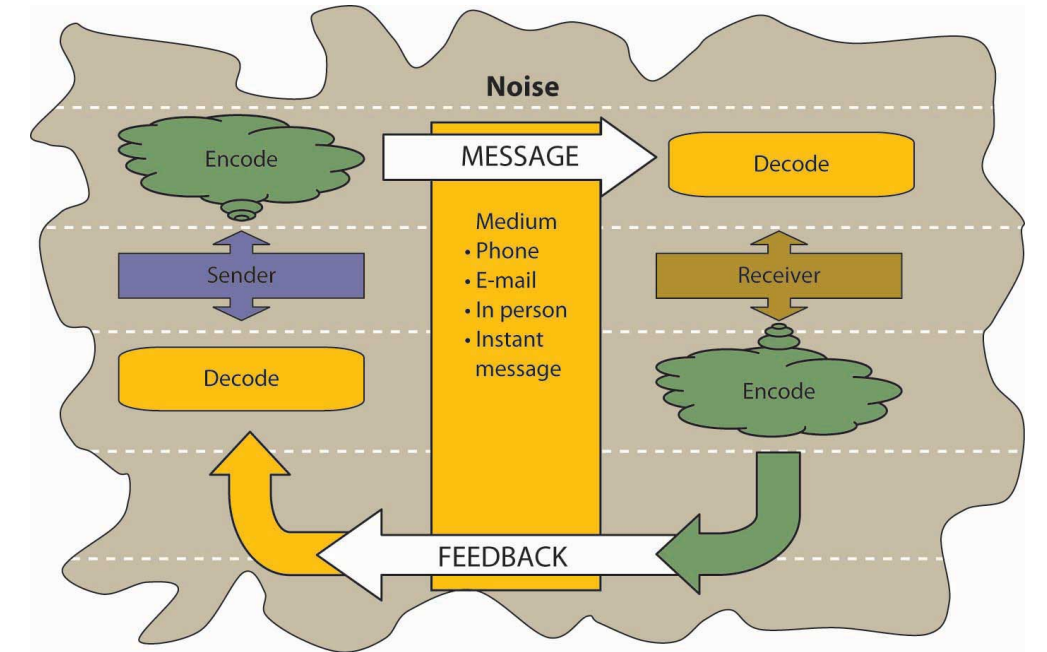 Noise
Encode
MESSAGE
Decode
Medium
• Phone
• E-mail
• In person
• Instant
message
Sender
Receiver
Decode
Encode
FEEDBACK